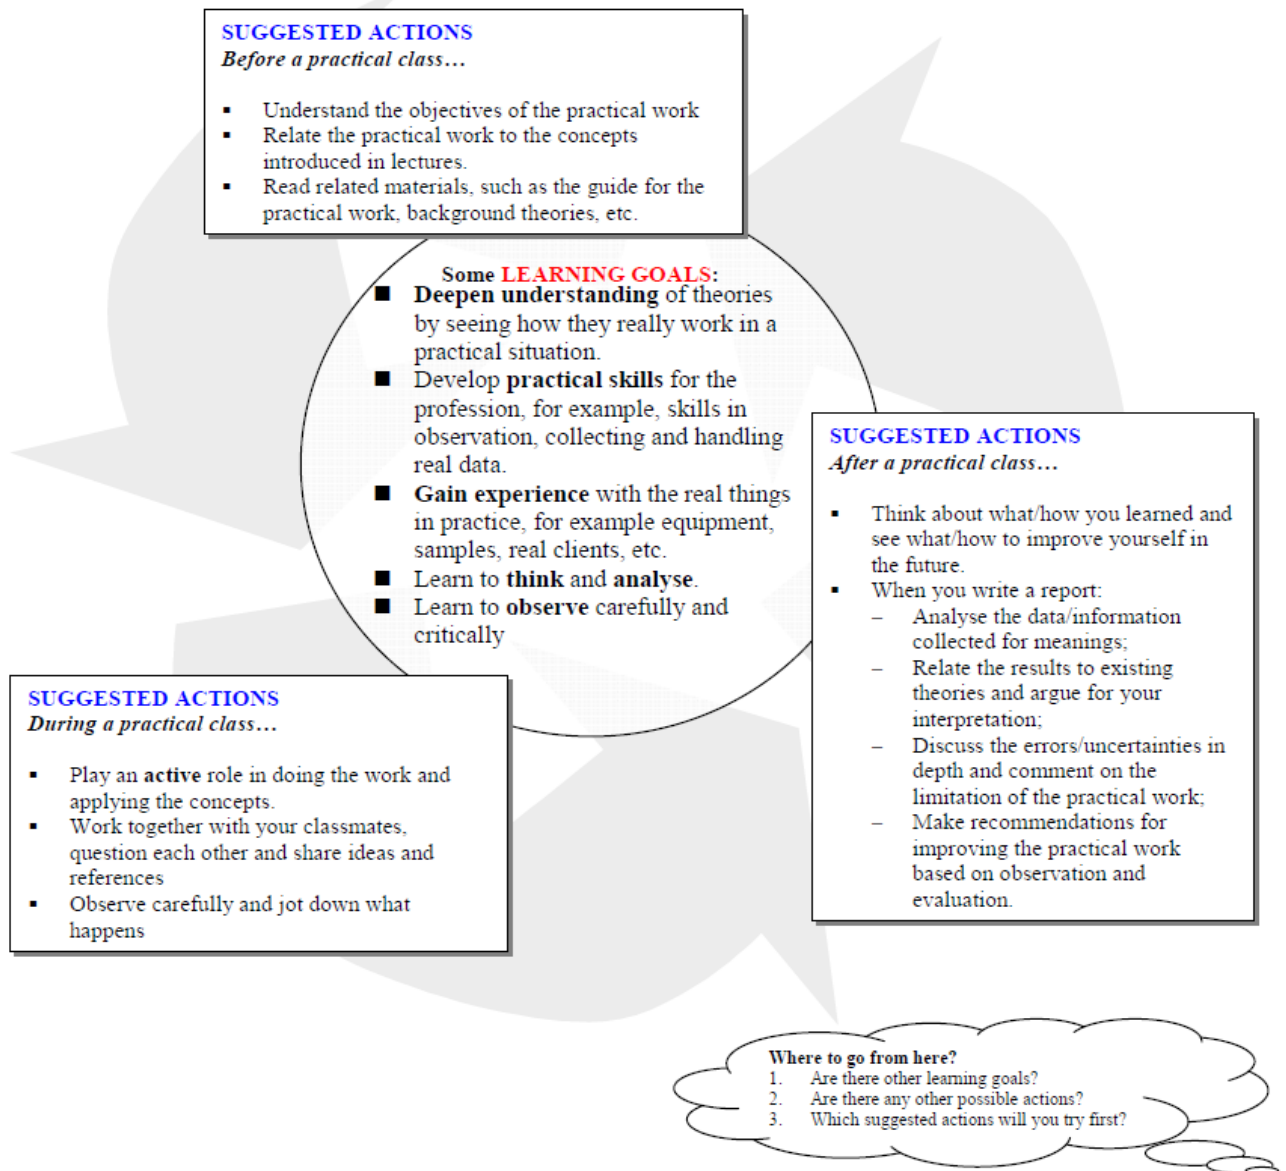 SUGGESTED ACTIONS
Before a practical class…
▪ Understand the objectives of the practical work
▪ Relate the practical work to the concepts
introduced in lectures.
▪ Read related materials, such as the guide for the
practical work, background theories, etc.
Some LEARNING GOALS:
■ Deepen understanding of theories
by seeing how they really work in a
practical situation.
■ Develop practical skills for the
profession, for example, skills in
observation, collecting and handling
real data.
■ Gain experience with the real things
in practice, for example equipment,
samples, real clients, etc.
■ Learn to think and analyse.
■ Learn to observe carefully and
critically
SUGGESTED ACTIONS
During a practical class…
▪ Play an active role in doing the work and
applying the concepts.
▪ Work together with your classmates,
question each other and share ideas and
references
▪ Observe carefully and jot down what
happens
SUGGESTED ACTIONS
After a practical class…
▪ Think about what/how you learned and
see what/how to improve yourself in
the future.
▪ When you write a report:
– Analyse the data/information
collected for meanings;
– Relate the results to existing
theories and argue for your
interpretation;
– Discuss the errors/uncertainties in
depth and comment on the
limitation of the practical work;
– Make recommendations for
improving the practical work
based on observation and
evaluation.
Where to go from here?
1. Are there other learning goals?
2. Are there any other possible actions?
3. Which suggested actions will you try first?